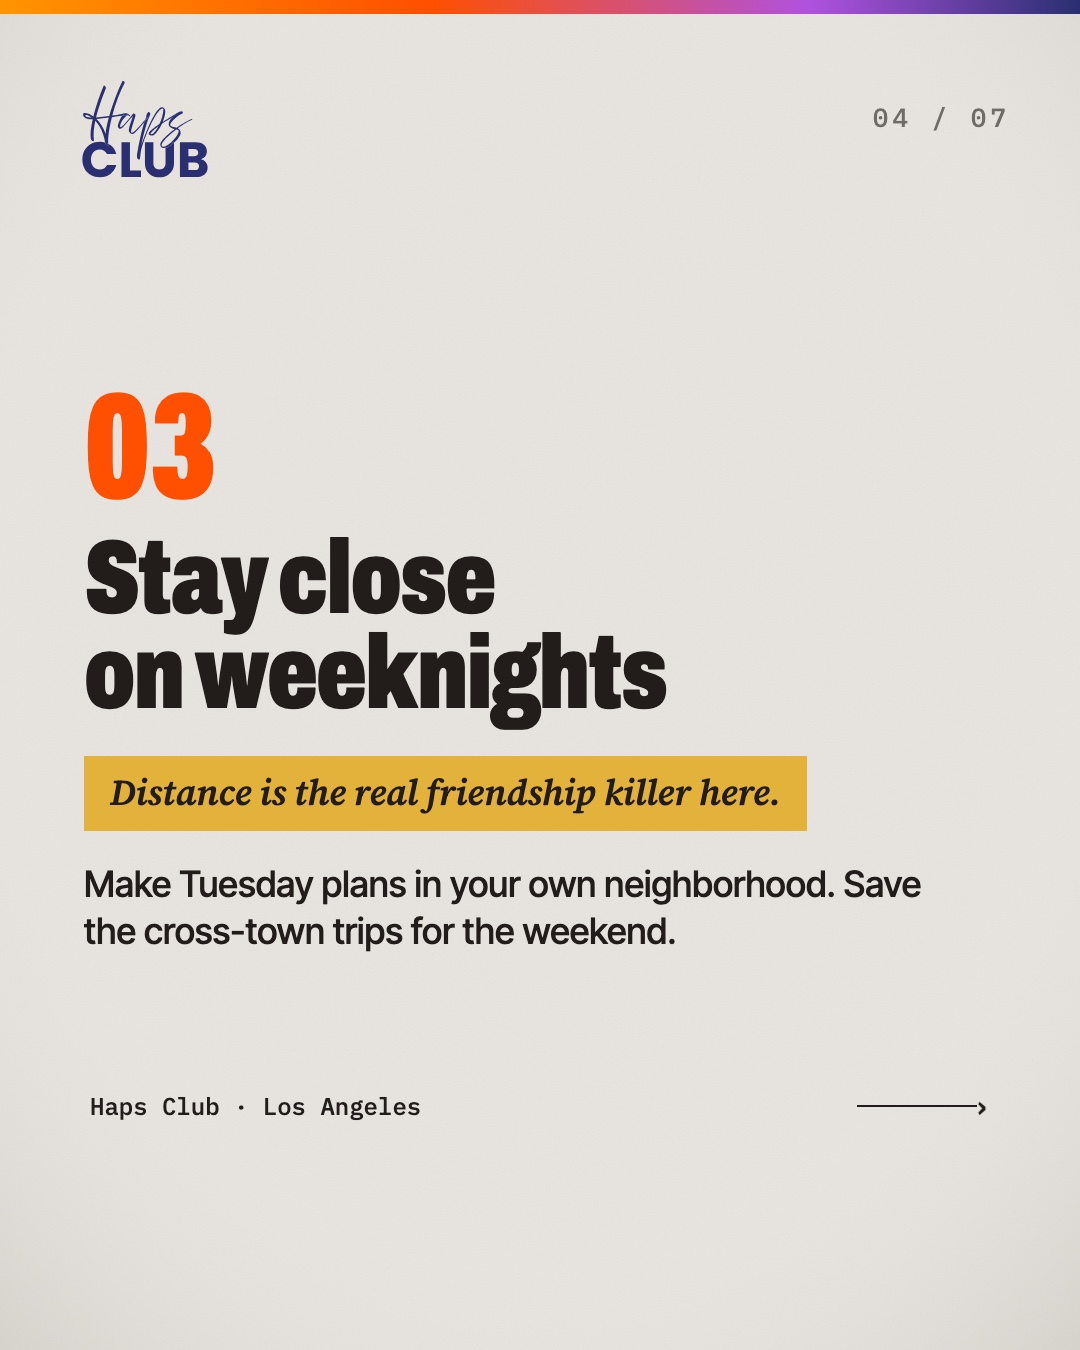 Haps
CLUB
04 / 07
03
Stay close
on weeknights
Distance is the real friendship killer here.
Make Tuesday plans in your own neighborhood. Save
the cross-town trips for the weekend.
Haps Club · Los Angeles